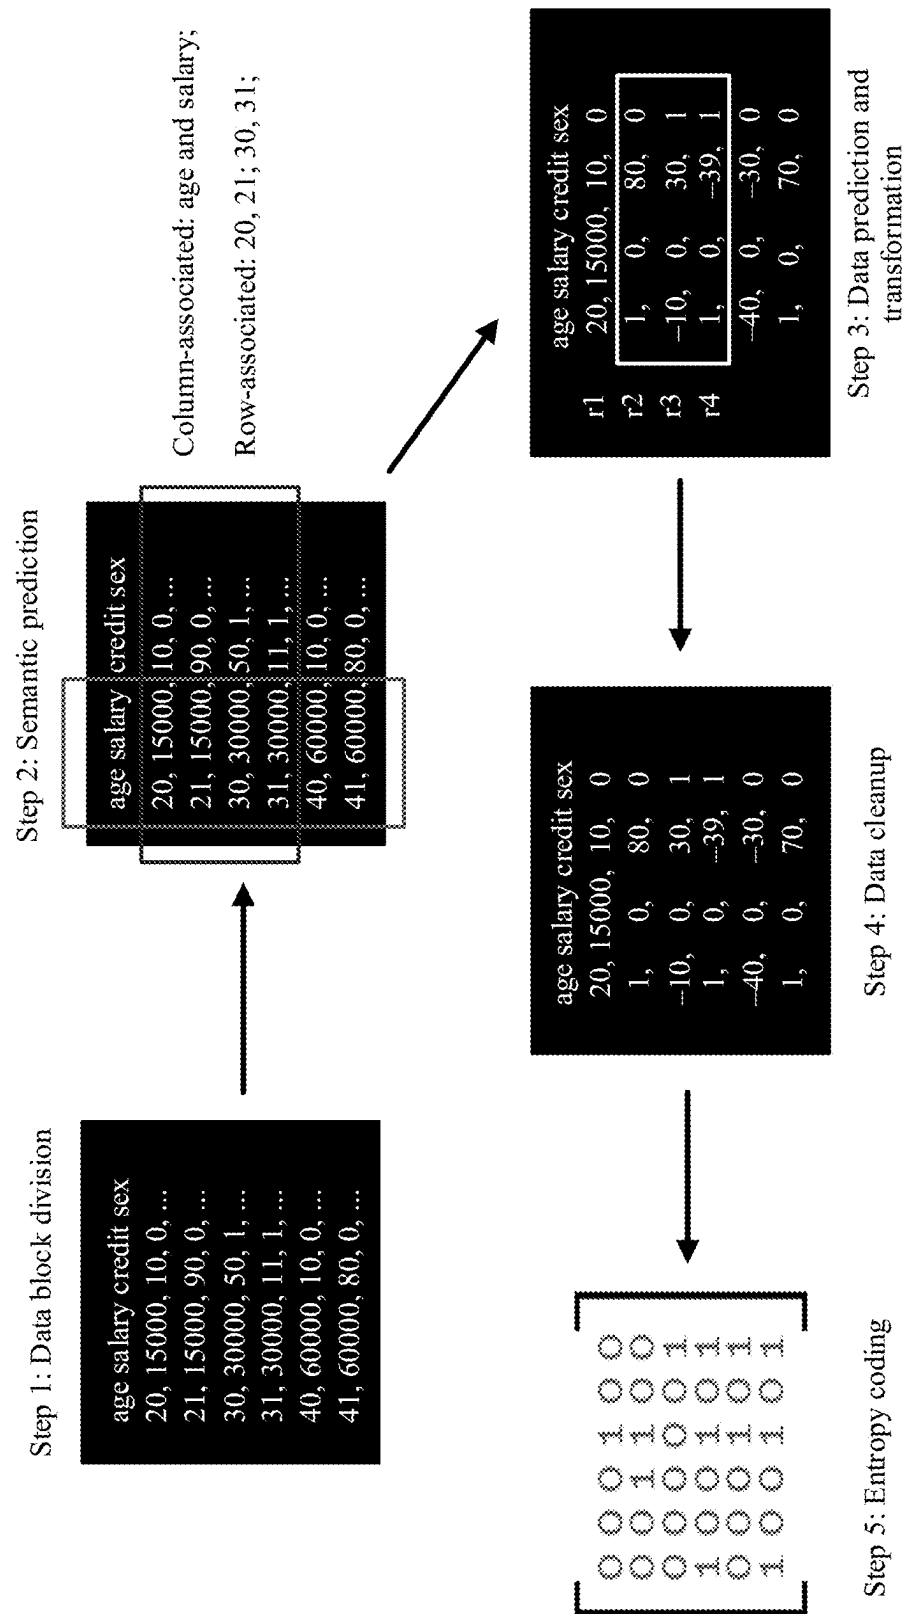 Step 1: Data block division
age salary credit sex
20, 15000, 10, 0, ...
21, 15000, 90, 0, ...
30, 30000, 50, 1, ...
31, 30000, 11, 1, ...
40, 60000, 10, 0, ...
41, 60000, 80, 0, ...
Step 2: Semantic prediction
age salary credit sex
20, 15000, 10, 0, ...
21, 15000, 90, 0, ...
30, 30000, 50, 1, ...
31, 30000, 11, 1, ...
40, 60000, 10, 0, ...
41, 60000, 80, 0, ...
Column-associated: age and salary;
Row-associated: 20, 21; 30, 31;
age salary credit sex
r1 20, 15000, 10, 0
r2 1, 0, 80, 0
r3 –10, 0, 30, 1
r4 1, 0, –39, 1
–40, 0, –30, 0
1, 0, 70, 0
Step 3: Data prediction and
transformation
age salary credit sex
20, 15000, 10, 0
1, 0, 80, 0
–10, 0, 30, 1
1, 0, –39, 1
–40, 0, –30, 0
1, 0, 70, 0
Step 4: Data cleanup
0 0 0 1 0 0
0 0 1 1 0 0
0 0 0 0 0 1
1 0 0 1 0 1
0 0 0 1 0 1
1 0 0 1 0 1
Step 5: Entropy coding